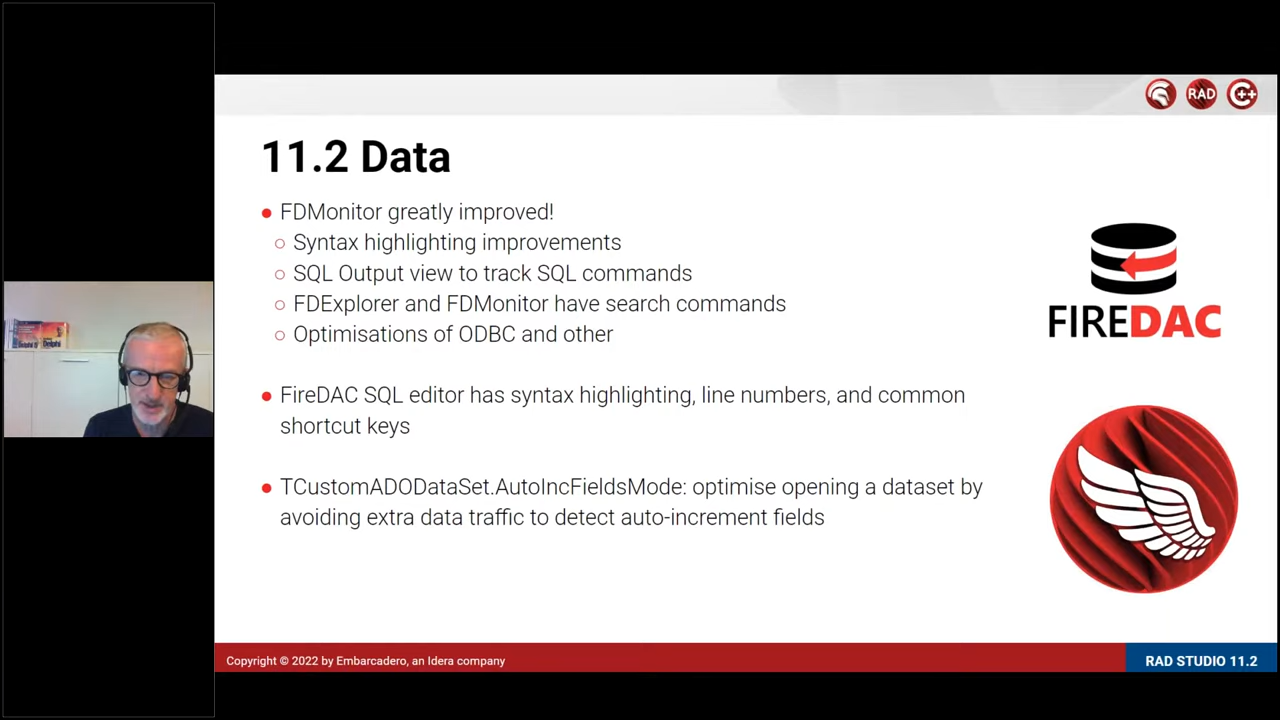 RAD
C++
11.2 Data
FDMonitor greatly improved!
Syntax highlighting improvements
SQL Output view to track SQL commands
FDExplorer and FDMonitor have search commands
Optimisations of ODBC and other
FireDAC SQL editor has syntax highlighting, line numbers, and common
shortcut keys
TCustomADODataSet.AutoIncFieldsMode: optimise opening a dataset by
avoiding extra data traffic to detect auto-increment fields
FIREDAC
Delphi
Copyright © 2022 by Embarcadero, an Idera company
RAD STUDIO 11.2